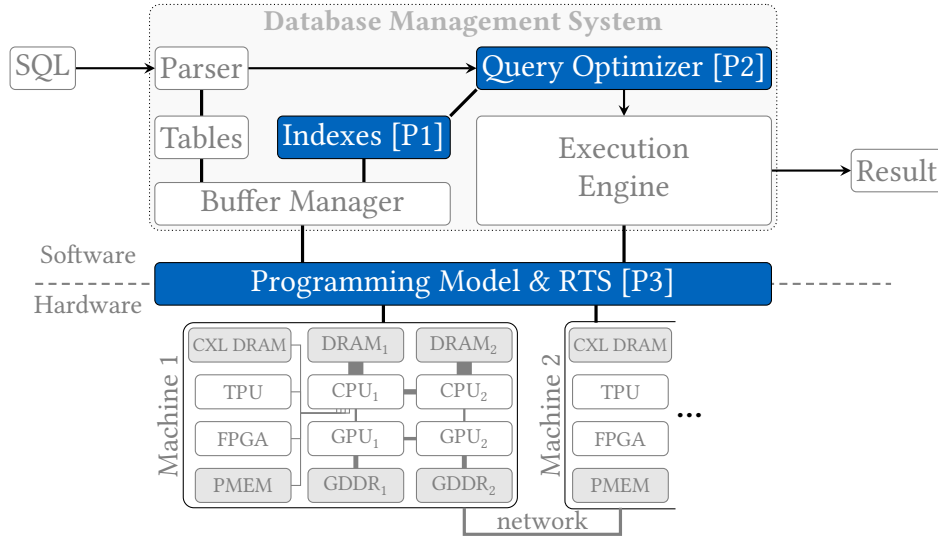 Database Management System
SQL
Parser
Query Optimizer [P2]
Tables
Indexes [P1]
Execution
Engine
Result
Buffer Manager
Software
Programming Model & RTS [P3]
Hardware
Machine 1
CXL DRAM
DRAM1
DRAM2
TPU
CPU1
CPU2
FPGA
GPU1
GPU2
PMEM
GDDR1
GDDR2
Machine 2
CXL DRAM
TPU
FPGA
PMEM
...
network